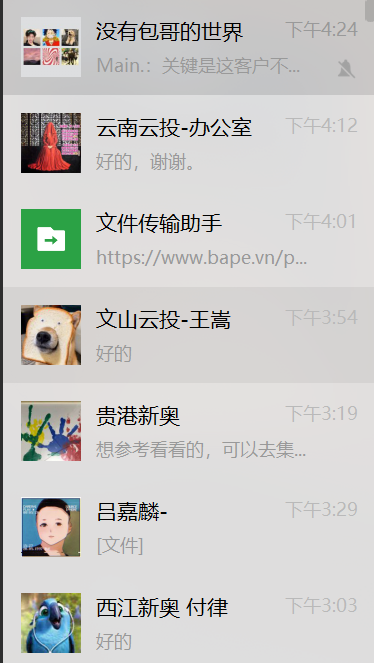 没有包哥的世界 下午4:24
Main.：关键是这客户不...
云南云投-办公室 下午4:12
好的，谢谢。
文件传输助手 下午4:01
https://www.bape.vn/p...
文山云投-王嵩 下午3:54
好的
贵港新奥 下午3:19
想参考看看的，可以去集...
吕嘉麟- 下午3:29
[文件]
西江新奥 付律 下午3:03
好的